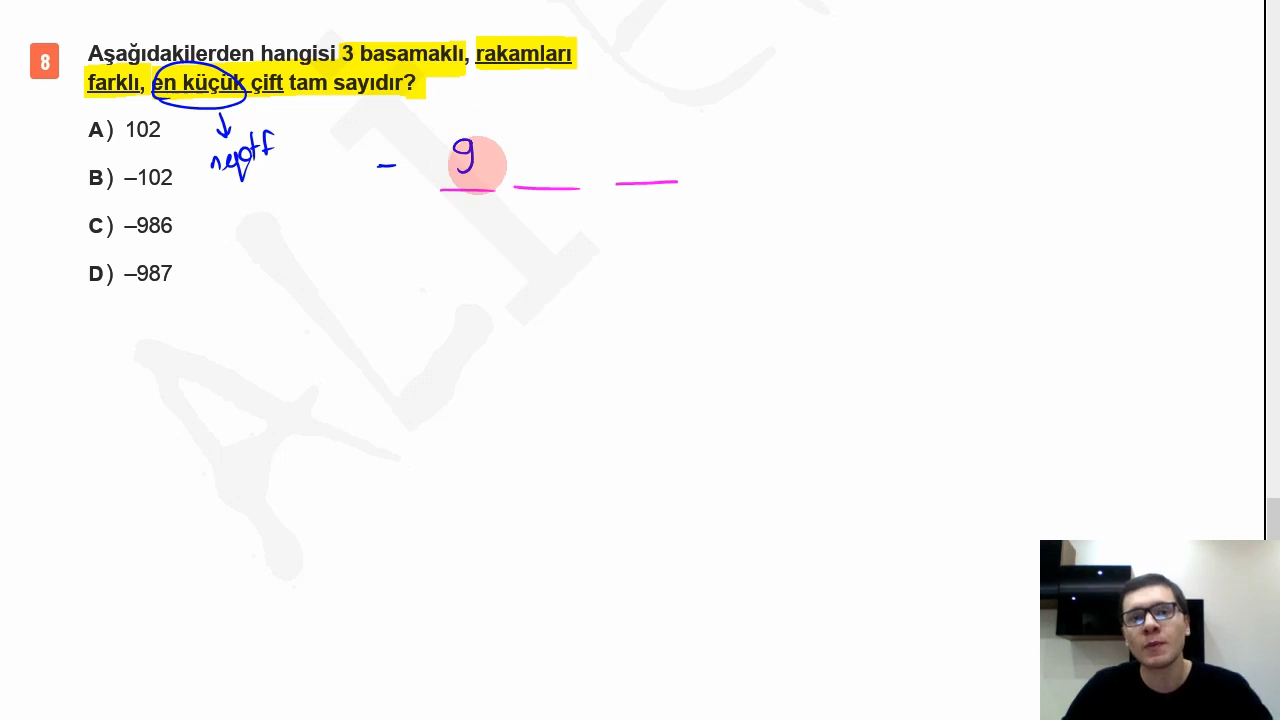 8
Aşağıdakilerden hangisi 3 basamaklı, rakamları
farklı, en küçük çift tam sayıdır?
A) 102
B) –102
C) –986
D) –987
negatif
- 9 _ _